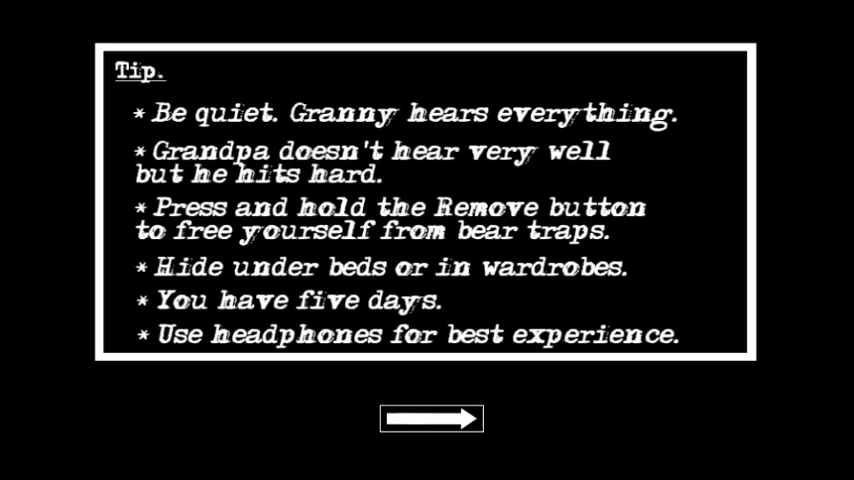 Tip.
* Be quiet. Granny hears everything.
* Grandpa doesn't hear very well
but he hits hard.
* Press and hold the Remove button
to free yourself from bear traps.
* Hide under beds or in wardrobes.
* You have five days.
* Use headphones for best experience.